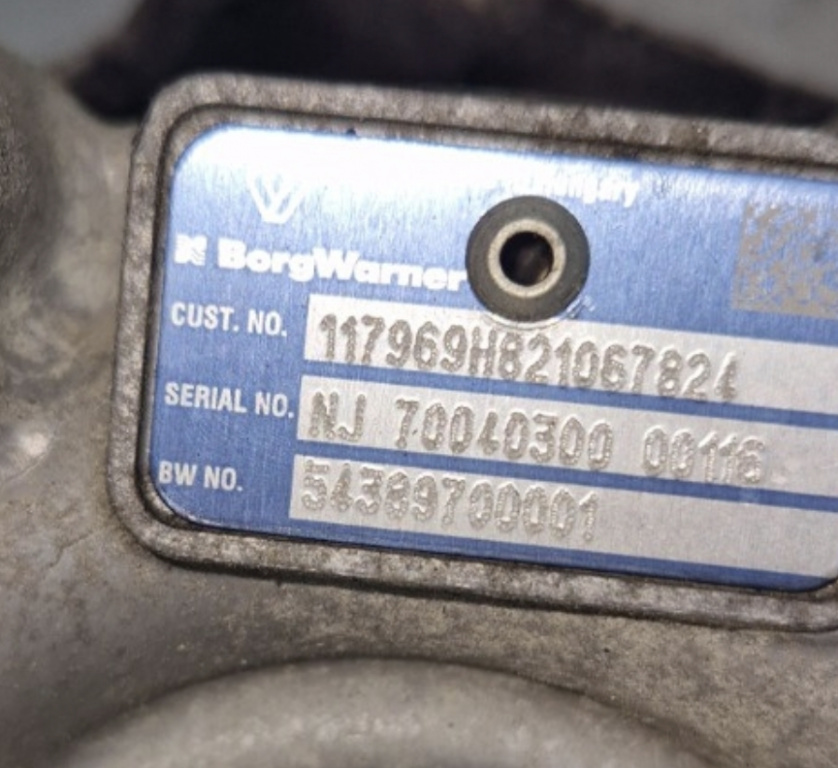 BorgWarner
CUST. NO. 117969H821067824
SERIAL NO. NJ 70040300 00116
BW NO. 54389700001